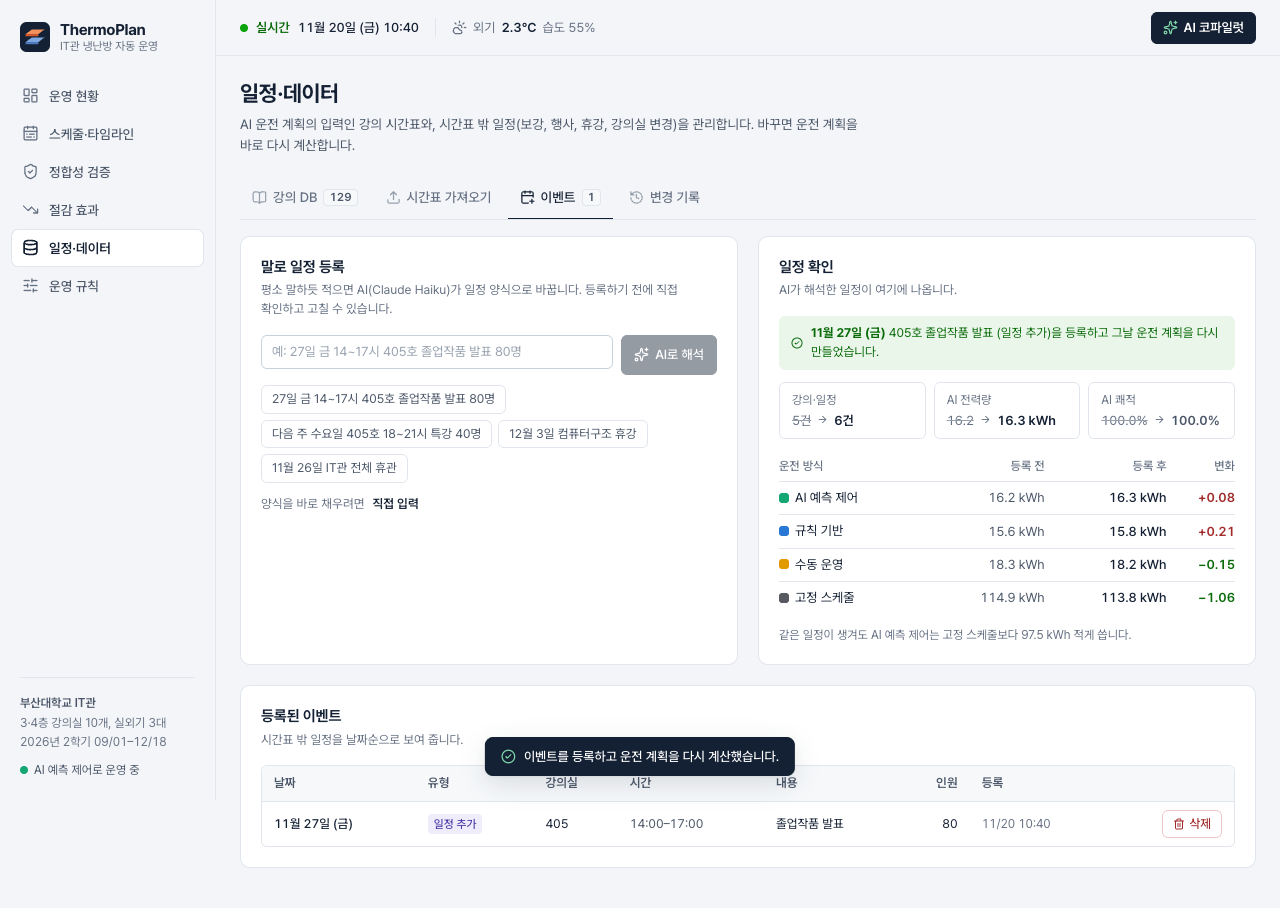 ThermoPlan
IT관 냉난방 자동 운영
운영 현황
스케줄·타임라인
정합성 검증
절감 효과
일정·데이터
운영 규칙
부산대학교 IT관
3·4층 강의실 10개, 실외기 3대
2026년 2학기 09/01–12/18
AI 예측 제어로 운영 중
실시간 11월 20일 (금) 10:40 외기 2.3°C 습도 55%
AI 코파일럿
일정·데이터
AI 운전 계획의 입력인 강의 시간표와, 시간표 밖 일정(보강, 행사, 휴강, 강의실 변경)을 관리합니다. 바꾸면 운전 계획을
바로 다시 계산합니다.
강의 DB 129 시간표 가져오기 이벤트 1 변경 기록
말로 일정 등록
평소 말하듯 적으면 AI(Claude Haiku)가 일정 양식으로 바꿉니다. 등록하기 전에 직접
확인하고 고칠 수 있습니다.
예: 27일 금 14~17시 405호 졸업작품 발표 80명
AI로 해석
27일 금 14~17시 405호 졸업작품 발표 80명
다음 주 수요일 405호 18~21시 특강 40명 12월 3일 컴퓨터구조 휴강
11월 26일 IT관 전체 휴관
양식을 바로 채우려면 직접 입력
일정 확인
AI가 해석한 일정이 여기에 나옵니다.
11월 27일 (금) 405호 졸업작품 발표 (일정 추가)을 등록하고 그날 운전 계획을 다시
만들었습니다.
강의·일정 AI 전력량 AI 쾌적
5건 → 6건 16.2 → 16.3 kWh 100.0% → 100.0%
운전 방식 등록 전 등록 후 변화
AI 예측 제어 16.2 kWh 16.3 kWh +0.08
규칙 기반 15.6 kWh 15.8 kWh +0.21
수동 운영 18.3 kWh 18.2 kWh −0.15
고정 스케줄 114.9 kWh 113.8 kWh −1.06
같은 일정이 생겨도 AI 예측 제어는 고정 스케줄보다 97.5 kWh 적게 씁니다.
등록된 이벤트
시간표 밖 일정을 날짜순으로 보여 줍니다.
이벤트를 등록하고 운전 계획을 다시 계산했습니다.
날짜 유형 강의실 시간 내용 인원 등록
11월 27일 (금) 일정 추가 405 14:00–17:00 졸업작품 발표 80 11/20 10:40 삭제